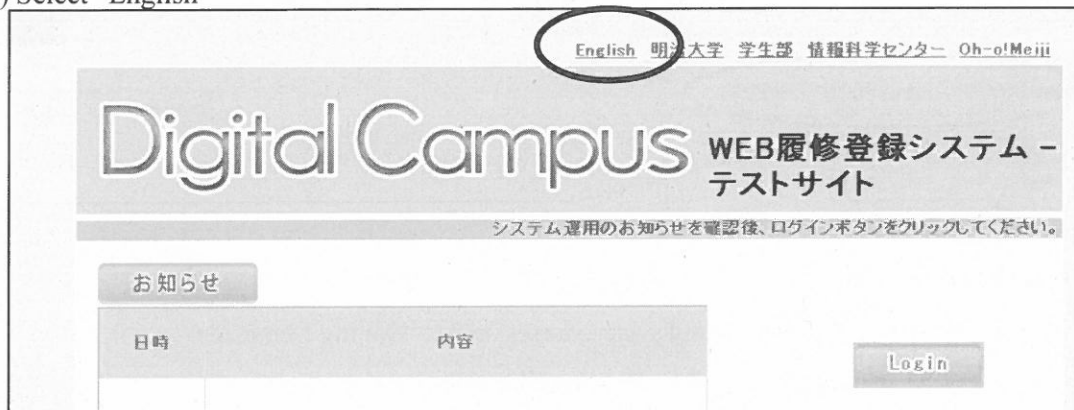 ) Select "English"
English 明治大学 学生部 情報科学センター Oh-o!Meiji
Digital Campus WEB履修登録システム -
テストサイト
システム運用のお知らせを確認後、ログインボタンをクリックしてください。
お知らせ
日時 内容
Login